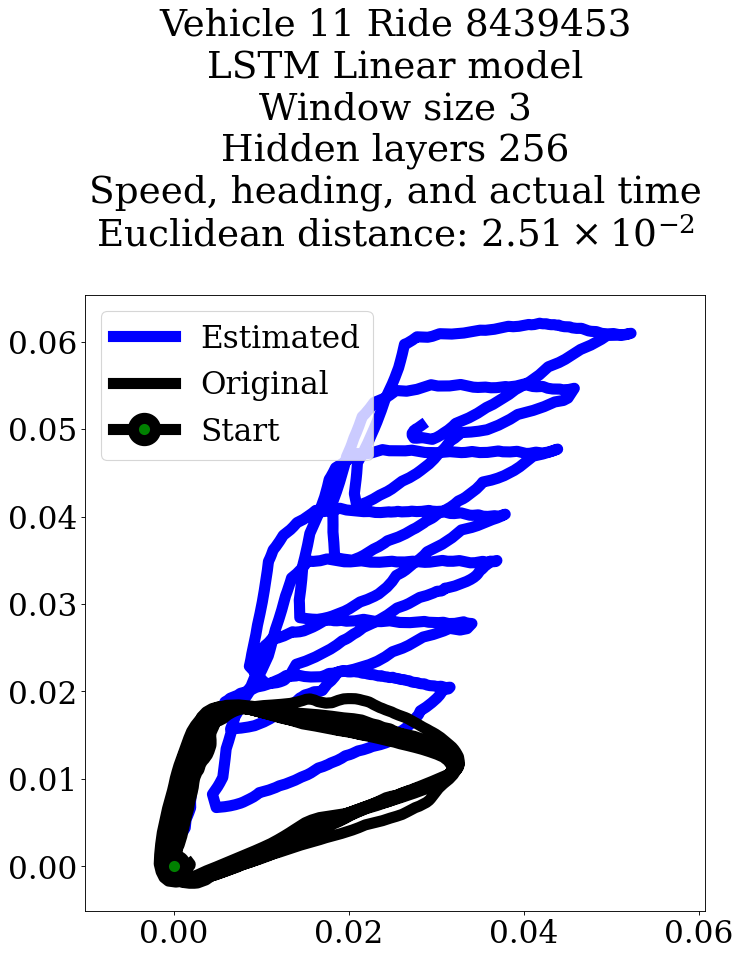 Vehicle 11 Ride 8439453
LSTM Linear model
Window size 3
Hidden layers 256
Speed, heading, and actual time
Euclidean distance: 2.51 × 10⁻²
Estimated
Original
Start
0.06
0.05
0.04
0.03
0.02
0.01
0.00
0.00 0.02 0.04 0.06